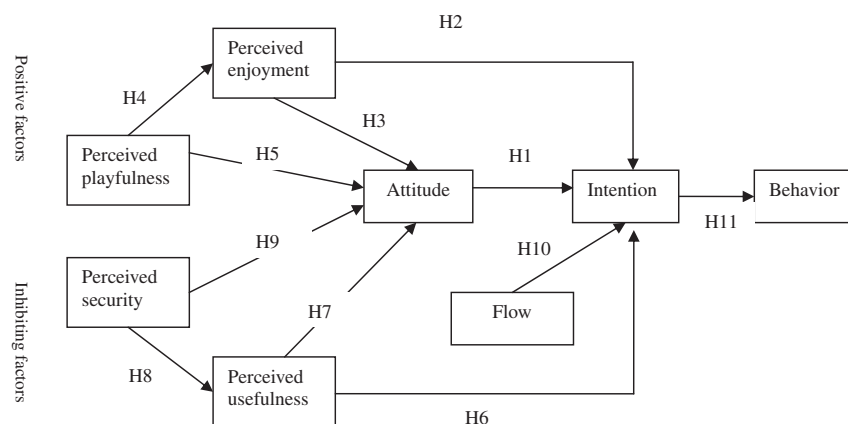 H2
Perceived
enjoyment
Positive factors
H4
H3
Perceived
playfulness
H5
H1
Attitude
Intention
Behavior
H9
H11
H10
Perceived
security
Inhibiting factors
H7
Flow
H8
Perceived
usefulness
H6